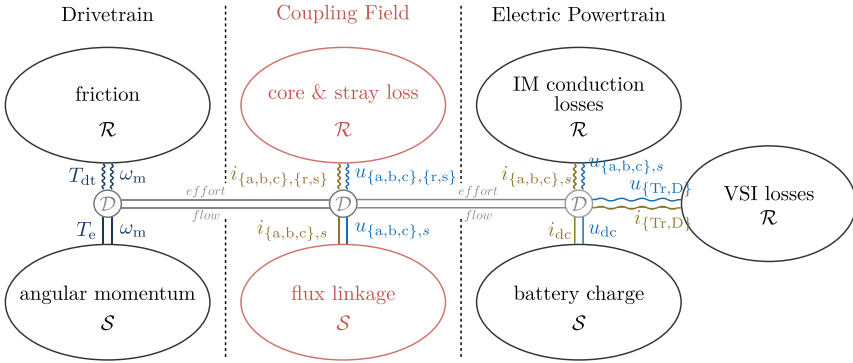 Drivetrain
Coupling Field
Electric Powertrain
friction
ℛ
core & stray loss
ℛ
IM conduction
losses
ℛ
T_dt ω_m
i_{a,b,c},{r,s} u_{a,b,c},{r,s}
i_{a,b,c},s u_{a,b,c},s
u_{Tr,D}
i_{Tr,D}
VSI losses
ℛ
𝒟
effort
flow
𝒟
effort
flow
𝒟
T_e ω_m
i_{a,b,c},s u_{a,b,c},s
i_dc u_dc
angular momentum
𝒮
flux linkage
𝒮
battery charge
𝒮